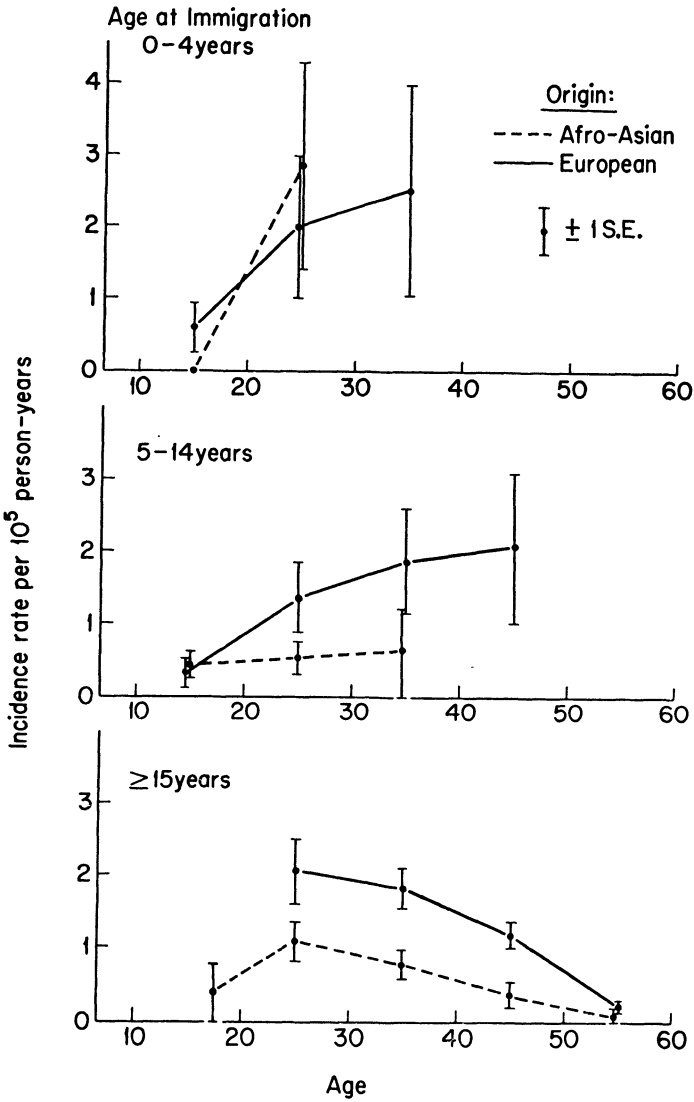 Age at Immigration
0-4years
4
3
2
1
0
10 20 30 40 50 60
Origin:
Afro-Asian
European
± 1 S.E.
Incidence rate per 10⁵ person-years
5-14years
3
2
1
0
10 20 30 40 50 60
≥15years
3
2
1
0
10 20 30 40 50 60
Age